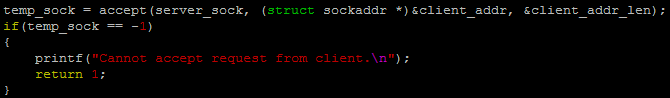 temp_sock = accept(server_sock, (struct sockaddr *)&client_addr, &client_addr_len);
if(temp_sock == -1)
{
    printf("Cannot accept request from client.\n");
    return 1;
}